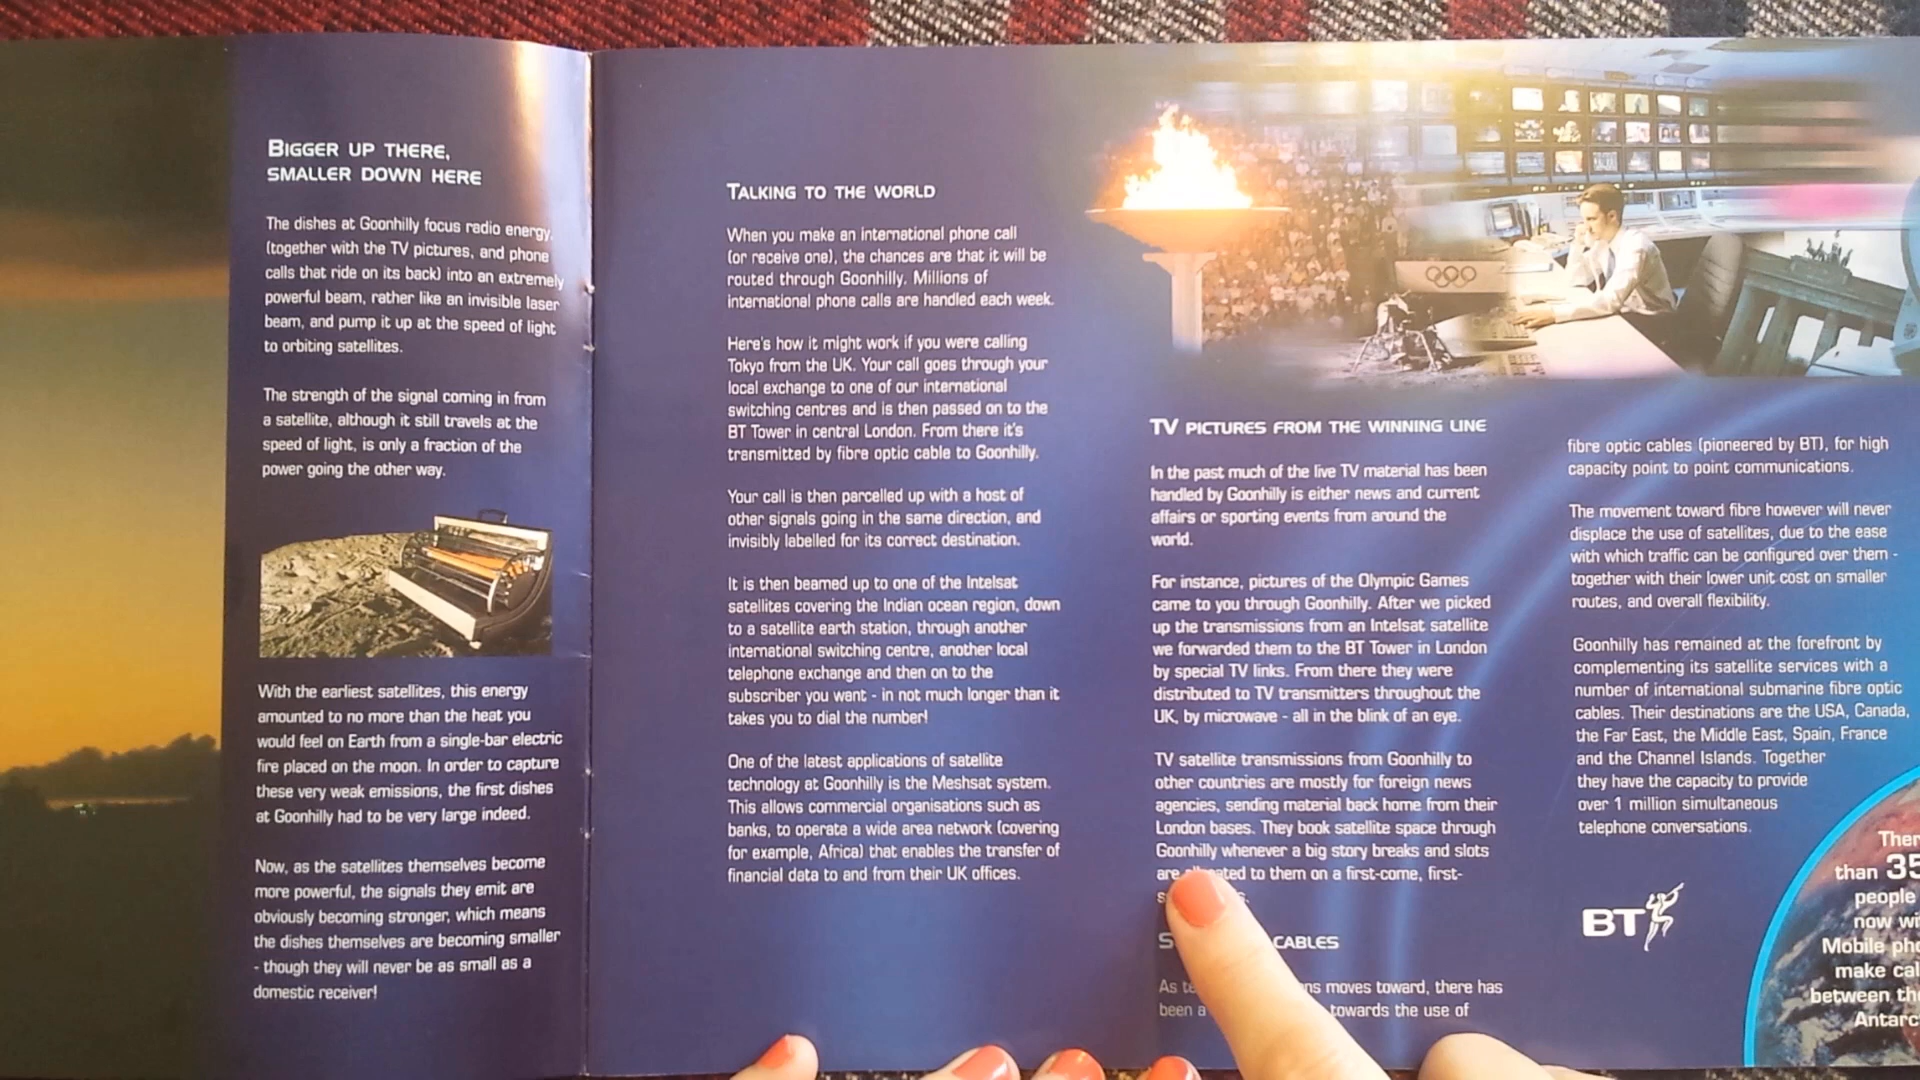 BIGGER UP THERE,
SMALLER DOWN HERE
The dishes at Goonhilly focus radio energy,
(together with the TV pictures, and phone
calls that ride on its back) into an extremely
powerful beam, rather like an invisible laser
beam, and pump it up at the speed of light
to orbiting satellites.
The strength of the signal coming in from
a satellite, although it still travels at the
speed of light, is only a fraction of the
power going the other way.
With the earliest satellites, this energy
amounted to no more than the heat you
would feel on Earth from a single-bar electric
fire placed on the moon. In order to capture
these very weak emissions, the first dishes
at Goonhilly had to be very large indeed.
Now, as the satellites themselves become
more powerful, the signals they emit are
obviously becoming stronger, which means
the dishes themselves are becoming smaller
- though they will never be as small as a
domestic receiver!
TALKING TO THE WORLD
When you make an international phone call
(or receive one), the chances are that it will be
routed through Goonhilly. Millions of
international phone calls are handled each week.
Here's how it might work if you were calling
Tokyo from the UK. Your call goes through your
local exchange to one of our international
switching centres and is then passed on to the
BT Tower in central London. From there it's
transmitted by fibre optic cable to Goonhilly.
Your call is then parcelled up with a host of
other signals going in the same direction, and
invisibly labelled for its correct destination.
It is then beamed up to one of the Intelsat
satellites covering the Indian ocean region, down
to a satellite earth station, through another
international switching centre, another local
telephone exchange and then on to the
subscriber you want - in not much longer than it
takes you to dial the number!
One of the latest applications of satellite
technology at Goonhilly is the Meshsat system.
This allows commercial organisations such as
banks, to operate a wide area network (covering
for example, Africa) that enables the transfer of
financial data to and from their UK offices.
TV PICTURES FROM THE WINNING LINE
In the past much of the live TV material has been
handled by Goonhilly is either news and current
affairs or sporting events from around the
world.
For instance, pictures of the Olympic Games
came to you through Goonhilly. After we picked
up the transmissions from an Intelsat satellite
we forwarded them to the BT Tower in London
by special TV links. From there they were
distributed to TV transmitters throughout the
UK, by microwave - all in the blink of an eye.
TV satellite transmissions from Goonhilly to
other countries are mostly for foreign news
agencies, sending material back home from their
London bases. They book satellite space through
Goonhilly whenever a big story breaks and slots
are to them on a first-come, first-
CABLES
As moves toward, there has
been a towards the use of
fibre optic cables (pioneered by BT), for high
capacity point to point communications.
The movement toward fibre however will never
displace the use of satellites, due to the ease
with which traffic can be configured over them -
together with their lower unit cost on smaller
routes, and overall flexibility.
Goonhilly has remained at the forefront by
complementing its satellite services with a
number of international submarine fibre optic
cables. Their destinations are the USA, Canada,
the Far East, the Middle East, Spain, France
and the Channel Islands. Together
they have the capacity to provide
over 1 million simultaneous
telephone conversations.
BT
than 35
people
now
Mobile
make
between